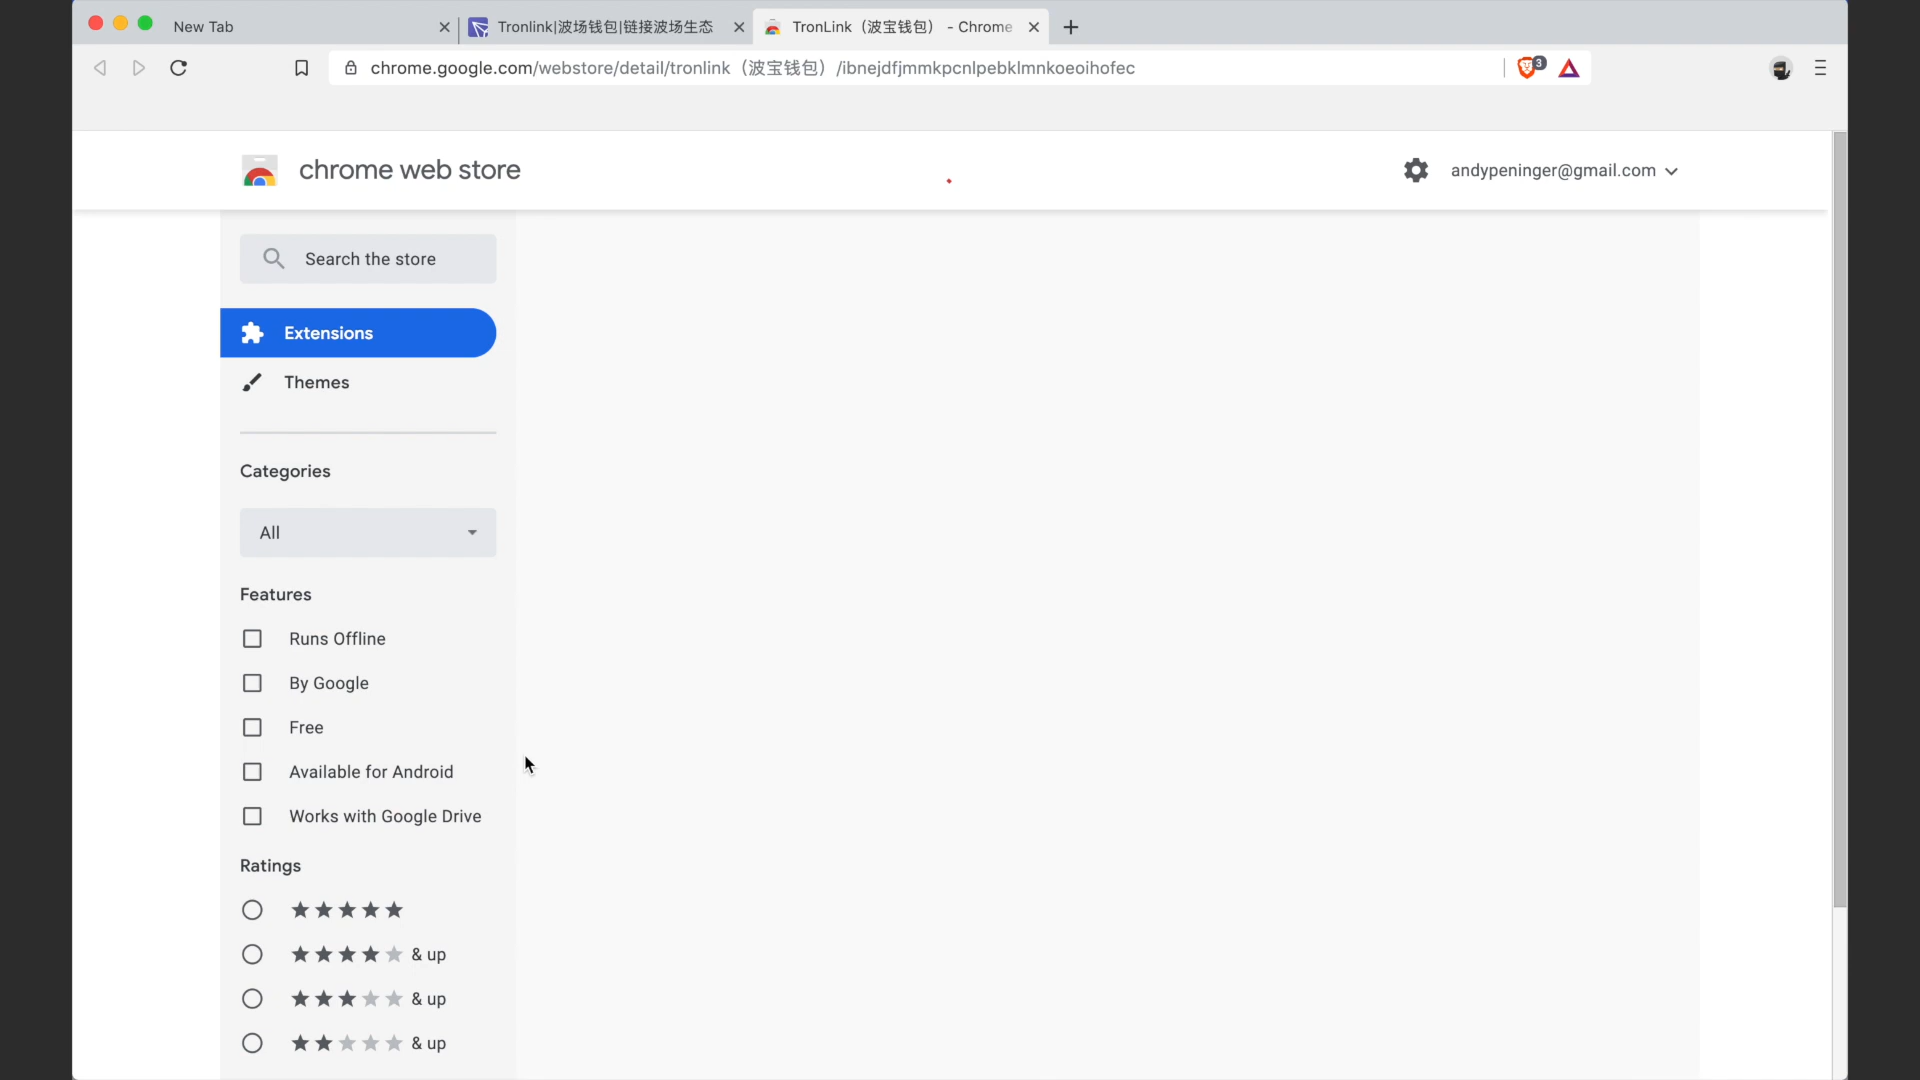 New Tab
Tronlink|波场钱包|链接波场生态
TronLink（波宝钱包） - Chrome
chrome.google.com/webstore/detail/tronlink（波宝钱包）/ibnejdfjmmkpcnlpebklmnkoeoihofec
3
chrome web store
andypeninger@gmail.com
Search the store
Extensions
Themes
Categories
All
Features
Runs Offline
By Google
Free
Available for Android
Works with Google Drive
Ratings
& up
& up
& up